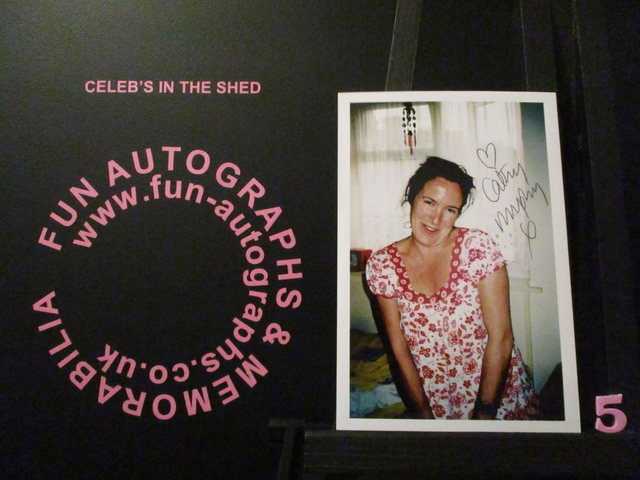 CELEB'S IN THE SHED
FUN AUTOGRAPHS & MEMORABILIA
www.fun-autographs.co.uk
Cathy
Murphy
5